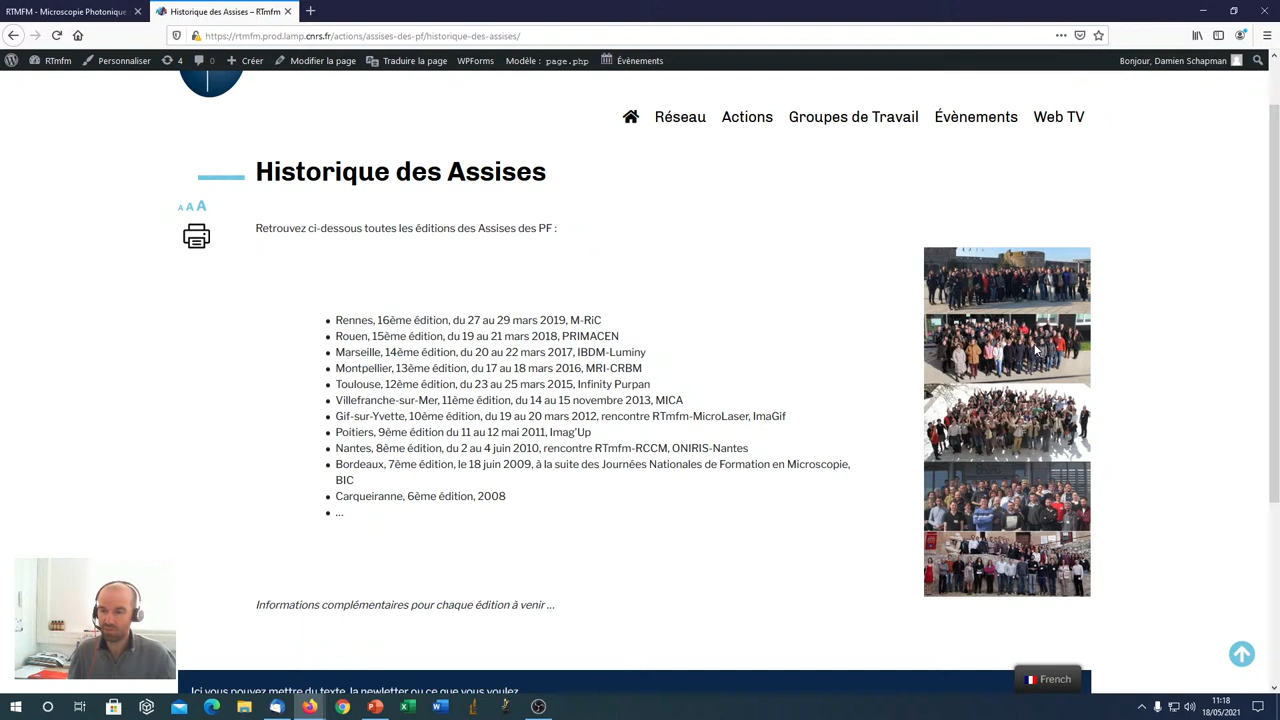 RTMFM - Microscopie Photonique
Historique des Assises – RTmfm
https://rtmfm.prod.lamp.cnrs.fr/actions/assises-des-pf/historique-des-assises/
RTmfm
Personnaliser
4
0
Créer
Modifier la page
Traduire la page
WPForms
Modèle : page.php
Évènements
Bonjour, Damien Schapman
Réseau
Actions
Groupes de Travail
Évènements
Web TV
Historique des Assises
A A A
Retrouvez ci-dessous toutes les éditions des Assises des PF :
Rennes, 16ème édition, du 27 au 29 mars 2019, M-RiC
Rouen, 15ème édition, du 19 au 21 mars 2018, PRIMACEN
Marseille, 14ème édition, du 20 au 22 mars 2017, IBDM-Luminy
Montpellier, 13ème édition, du 17 au 18 mars 2016, MRI-CRBM
Toulouse, 12ème édition, du 23 au 25 mars 2015, Infinity Purpan
Villefranche-sur-Mer, 11ème édition, du 14 au 15 novembre 2013, MICA
Gif-sur-Yvette, 10ème édition, du 19 au 20 mars 2012, rencontre RTmfm-MicroLaser, ImaGif
Poitiers, 9ème édition du 11 au 12 mai 2011, Imag'Up
Nantes, 8ème édition, du 2 au 4 juin 2010, rencontre RTmfm-RCCM, ONIRIS-Nantes
Bordeaux, 7ème édition, le 18 juin 2009, à la suite des Journées Nationales de Formation en Microscopie,
BIC
Carqueiranne, 6ème édition, 2008
...
Informations complémentaires pour chaque édition à venir ...
Ici vous pouvez mettre du texte, la newletter ou ce que vous voulez
French
11:18
18/05/2021